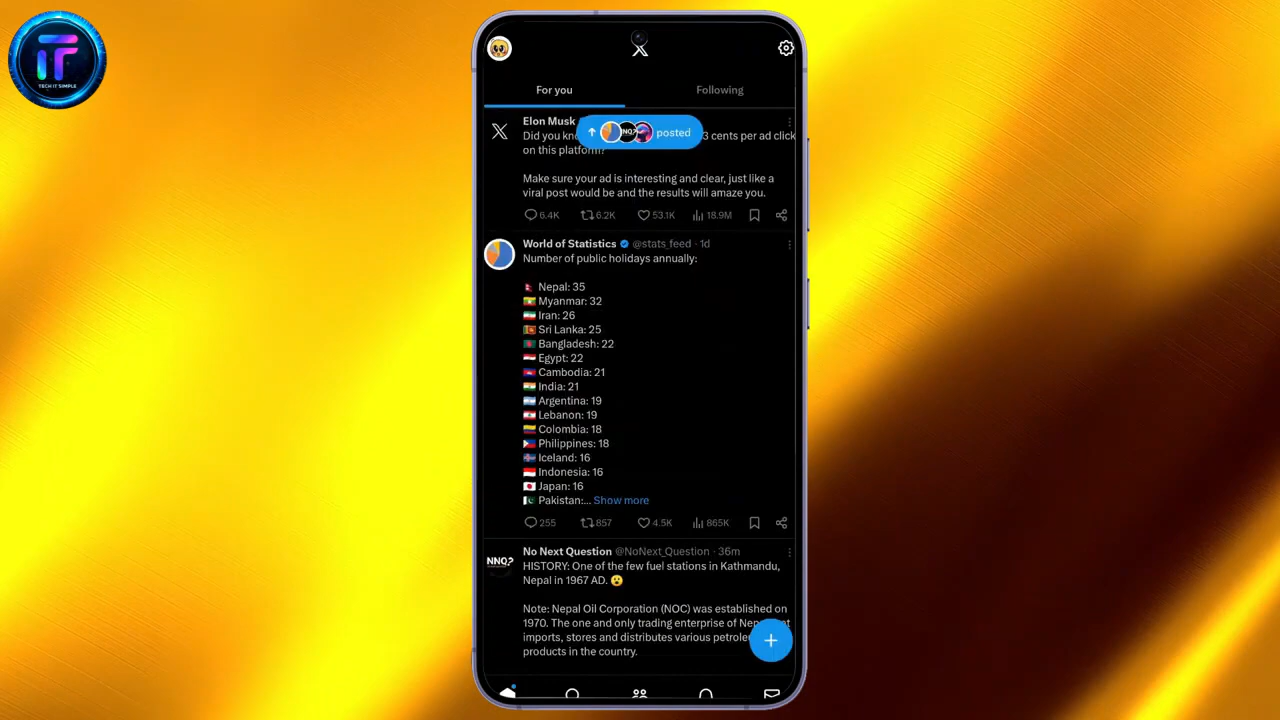 TECH IT SIMPLE
For you
Following
Elon Musk
Did you kn
posted
3 cents per ad click
on this platform?
Make sure your ad is interesting and clear, just like a
viral post would be and the results will amaze you.
6.4K 6.2K 53.1K 18.9M
World of Statistics @stats_feed · 1d
Number of public holidays annually:
Nepal: 35
Myanmar: 32
Iran: 26
Sri Lanka: 25
Bangladesh: 22
Egypt: 22
Cambodia: 21
India: 21
Argentina: 19
Lebanon: 19
Colombia: 18
Philippines: 18
Iceland: 16
Indonesia: 16
Japan: 16
Pakistan:... Show more
255 857 4.5K 865K
NNQ?
No Next Question @NoNext_Question · 36m
HISTORY: One of the few fuel stations in Kathmandu,
Nepal in 1967 AD. 😮
Note: Nepal Oil Corporation (NOC) was established on
1970. The one and only trading enterprise of
imports, stores and distributes various
products in the country.